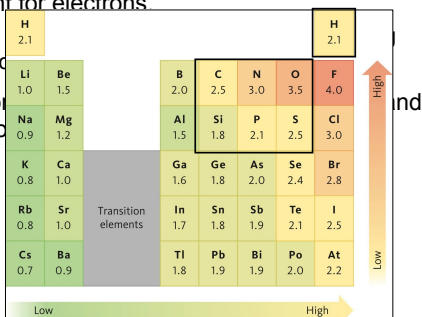 nt for electrons.
H H
2.1 2.1
Li Be B C N O F
1.0 1.5 2.0 2.5 3.0 3.5 4.0
Na Mg Al Si P S Cl
0.9 1.2 1.5 1.8 2.1 2.5 3.0
K Ca Ga Ge As Se Br
0.8 1.0 1.6 1.8 2.0 2.4 2.8
Rb Sr Transition In Sn Sb Te I
0.8 1.0 elements 1.7 1.8 1.9 2.1 2.5
Cs Ba Tl Pb Bi Po At
0.7 0.9 1.8 1.9 1.9 2.0 2.2
High
Low
Low High
and